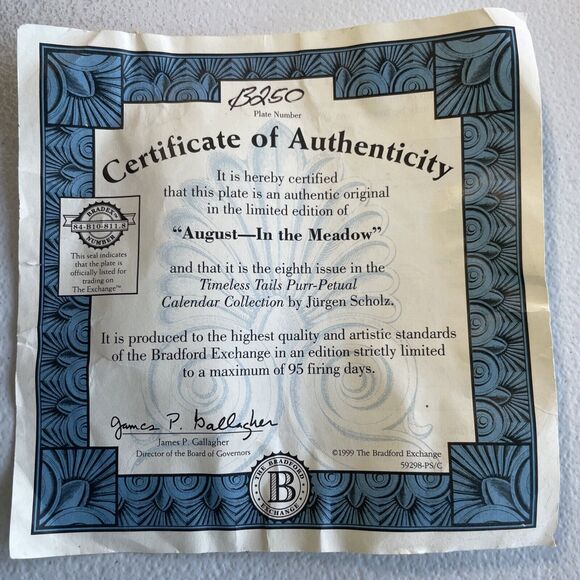 B250
Plate Number
Certificate of Authenticity
It is hereby certified
that this plate is an authentic original
in the limited edition of
“August—In the Meadow”
and that it is the eighth issue in the
Timeless Tails Purr-Petual
Calendar Collection by Jürgen Scholz.
BRADEX™
84-B10-811.8
NUMBER
This seal indicates
that the plate is
officially listed for
trading on
The Exchange™
It is produced to the highest quality and artistic standards
of the Bradford Exchange in an edition strictly limited
to a maximum of 95 firing days.
James P. Gallagher
James P. Gallagher
Director of the Board of Governors
©1999 The Bradford Exchange
59298-PS/C
THE BRADFORD
B
EXCHANGE